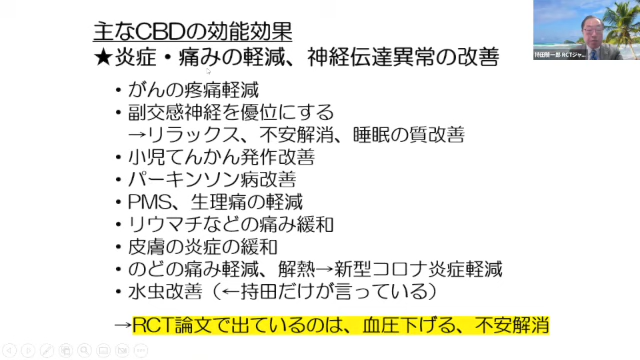 主なCBDの効能効果
★炎症・痛みの軽減、神経伝達異常の改善
・がんの疼痛軽減
・副交感神経を優位にする
→リラックス、不安解消、睡眠の質改善
・小児てんかん発作改善
・パーキンソン病改善
・PMS、生理痛の軽減
・リウマチなどの痛み緩和
・皮膚の炎症の緩和
・のどの痛み軽減、解熱→新型コロナ炎症軽減
・水虫改善（←持田だけが言っている）
→RCT論文で出ているのは、血圧下げる、不安解消
RCTジャ...